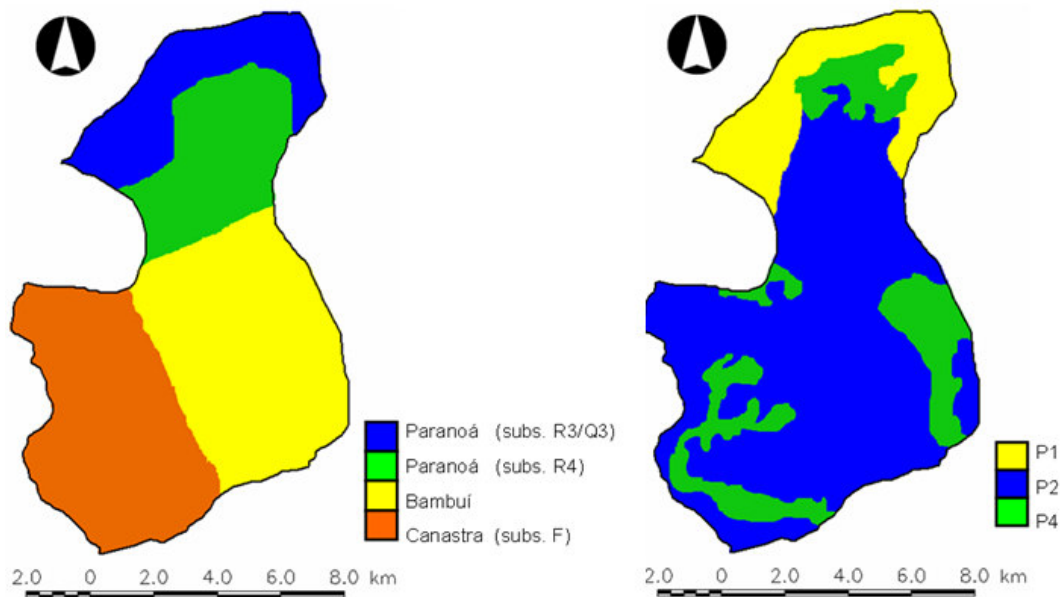 Paranoá (subs. R3/Q3)
Paranoá (subs. R4)
Bambuí
Canastra (subs. F)
2.0 0 2.0 4.0 6.0 8.0 km
P1
P2
P4
2.0 0 2.0 4.0 6.0 8.0 km